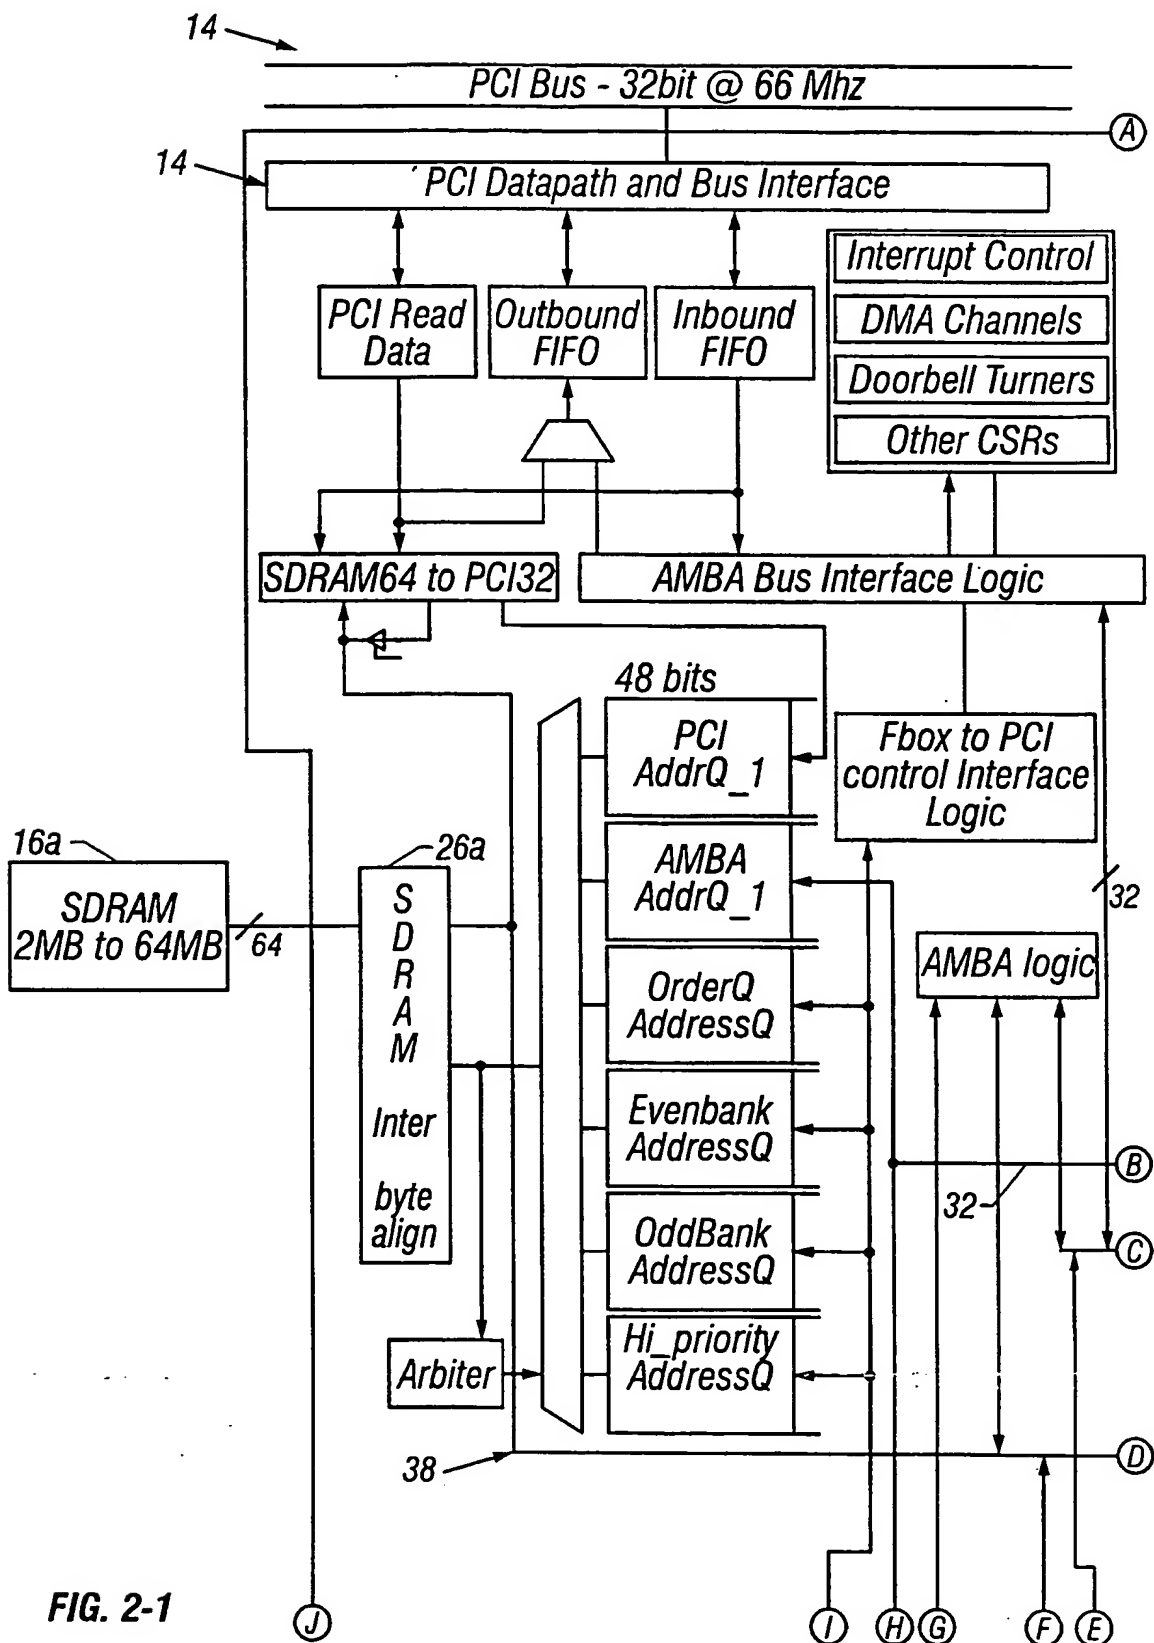 14
PCI Bus - 32bit @ 66 Mhz
A
14
PCI Datapath and Bus Interface
Interrupt Control
DMA Channels
Doorbell Turners
Other CSRs
PCI Read
Data
Outbound
FIFO
Inbound
FIFO
SDRAM64 to PCI32
AMBA Bus Interface Logic
48 bits
PCI
AddrQ_1
Fbox to PCI
control Interface
Logic
16a
SDRAM
2MB to 64MB
64
26a
S
D
R
A
M
Inter
byte
align
AMBA
AddrQ_1
32
AMBA logic
OrderQ
AddressQ
Evenbank
AddressQ
B
32
OddBank
AddressQ
C
Arbiter
Hi_priority
AddressQ
38
D
FIG. 2-1
J
I
H
G
F
E